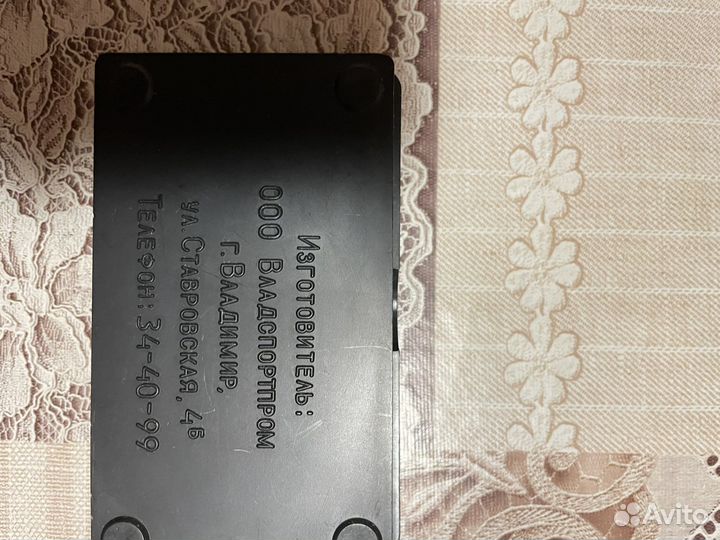 Изготовитель:
ООО Владспортпром
г. Владимир,
ул. Ставровская, 4Б
Телефон: 34-40-99
Avito